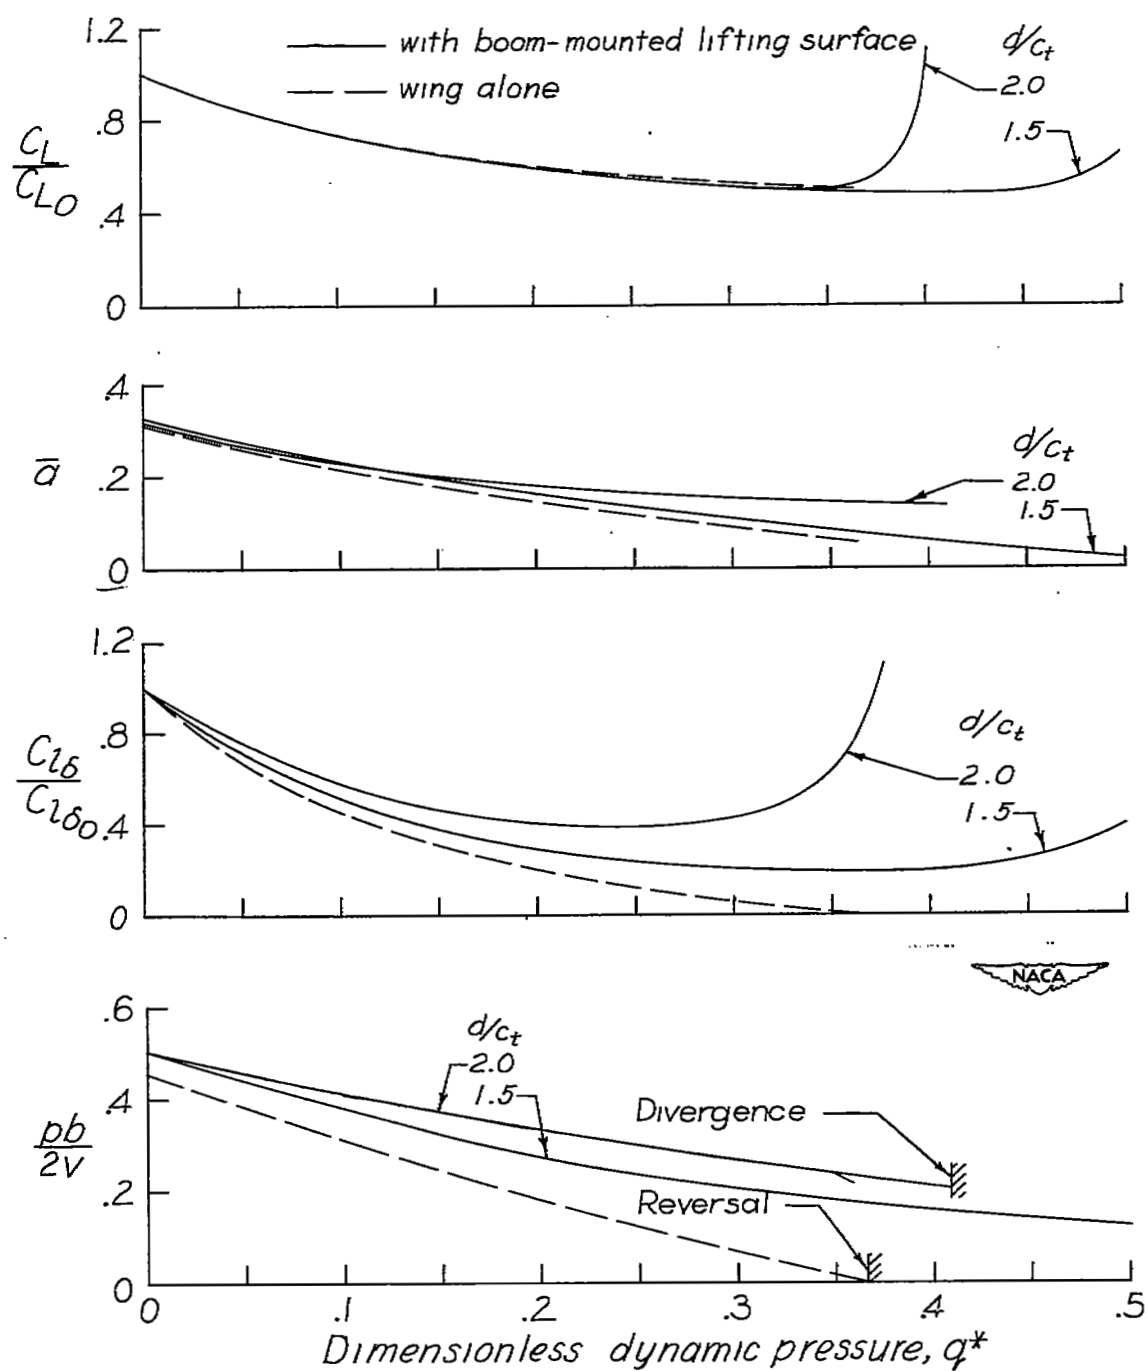 1.2
with boom-mounted lifting surface
d/ct
wing alone
2.0
.8
1.5
CL
CLO
.4
0
.4
ā
d/ct
.2
2.0
1.5
0
1.2
.8
d/ct
Clδ
2.0
ClδO
.4
1.5
0
NACA
.6
d/ct
2.0
.4
1.5
Divergence
pb
2V
.2
Reversal
0
0 .1 .2 .3 .4 .5
Dimensionless dynamic pressure, q*